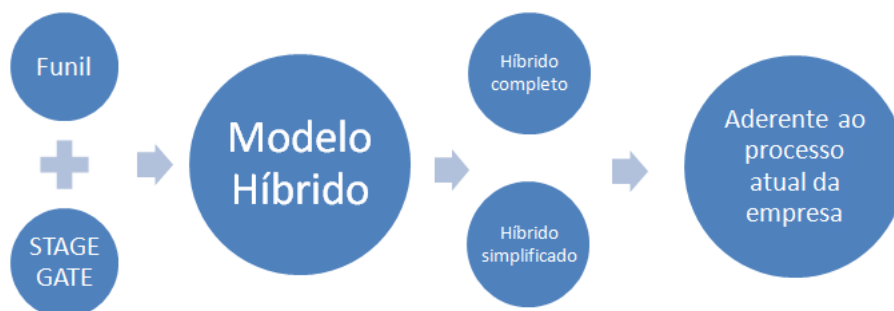 Funil
STAGE
GATE
Modelo
Híbrido
Híbrido
completo
Híbrido
simplificado
Aderente ao
processo
atual da
empresa